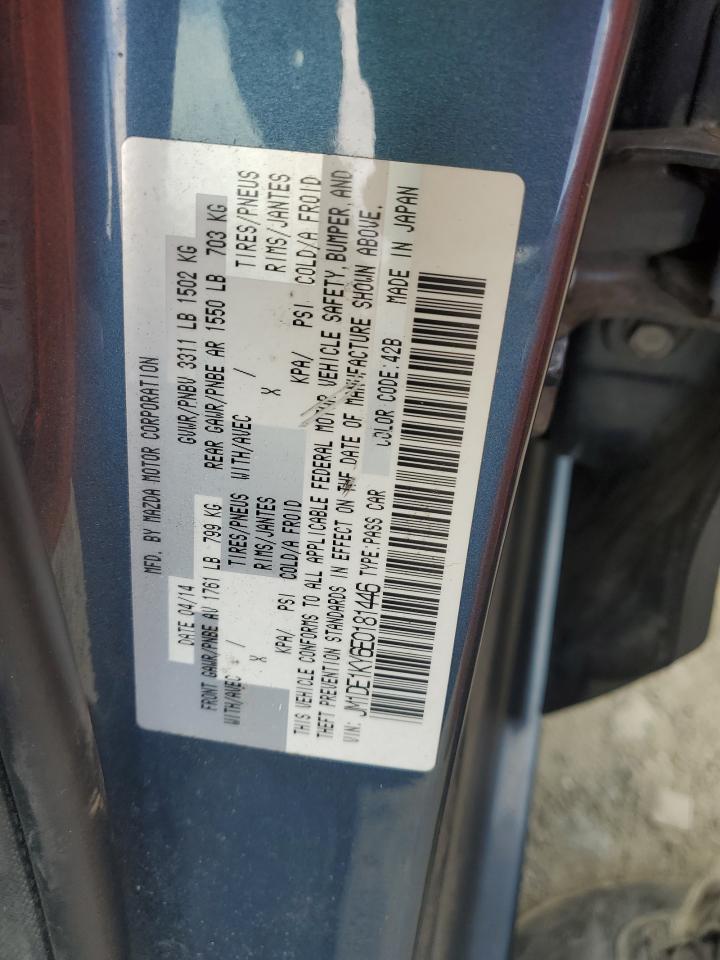 MFD. BY MAZDA MOTOR CORPORATION
DATE 04/14 GVWR/PNBV 3311 LB 1502 KG
FRONT GAWR/PNBE AV 1761 LB 799 KG REAR GAWR/PNBE AR 1550 LB 703 KG
WITH/AVEC / TIRES/PNEUS WITH/AVEC / TIRES/PNEUS
X RIMS/JANTES X RIMS/JANTES
KPA/ PSI COLD/A FROID KPA/ PSI COLD/A FROID
THIS VEHICLE CONFORMS TO ALL APPLICABLE FEDERAL MOTOR VEHICLE SAFETY, BUMPER, AND
THEFT PREVENTION STANDARDS IN EFFECT ON THE DATE OF MANUFACTURE SHOWN ABOVE.
VIN: JM1DE1KY6E0181446 TYPE:PASS CAR COLOR CODE:42B MADE IN JAPAN